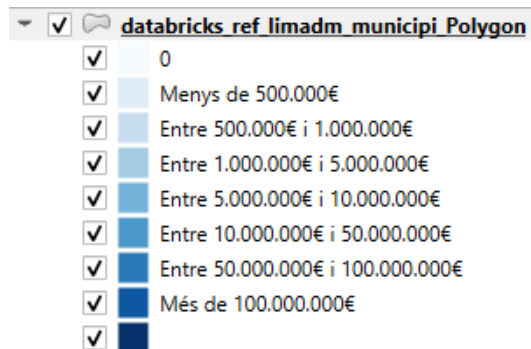 databricks_ref_limadm_municipi_Polygon
0
Menys de 500.000€
Entre 500.000€ i 1.000.000€
Entre 1.000.000€ i 5.000.000€
Entre 5.000.000€ i 10.000.000€
Entre 10.000.000€ i 50.000.000€
Entre 50.000.000€ i 100.000.000€
Més de 100.000.000€